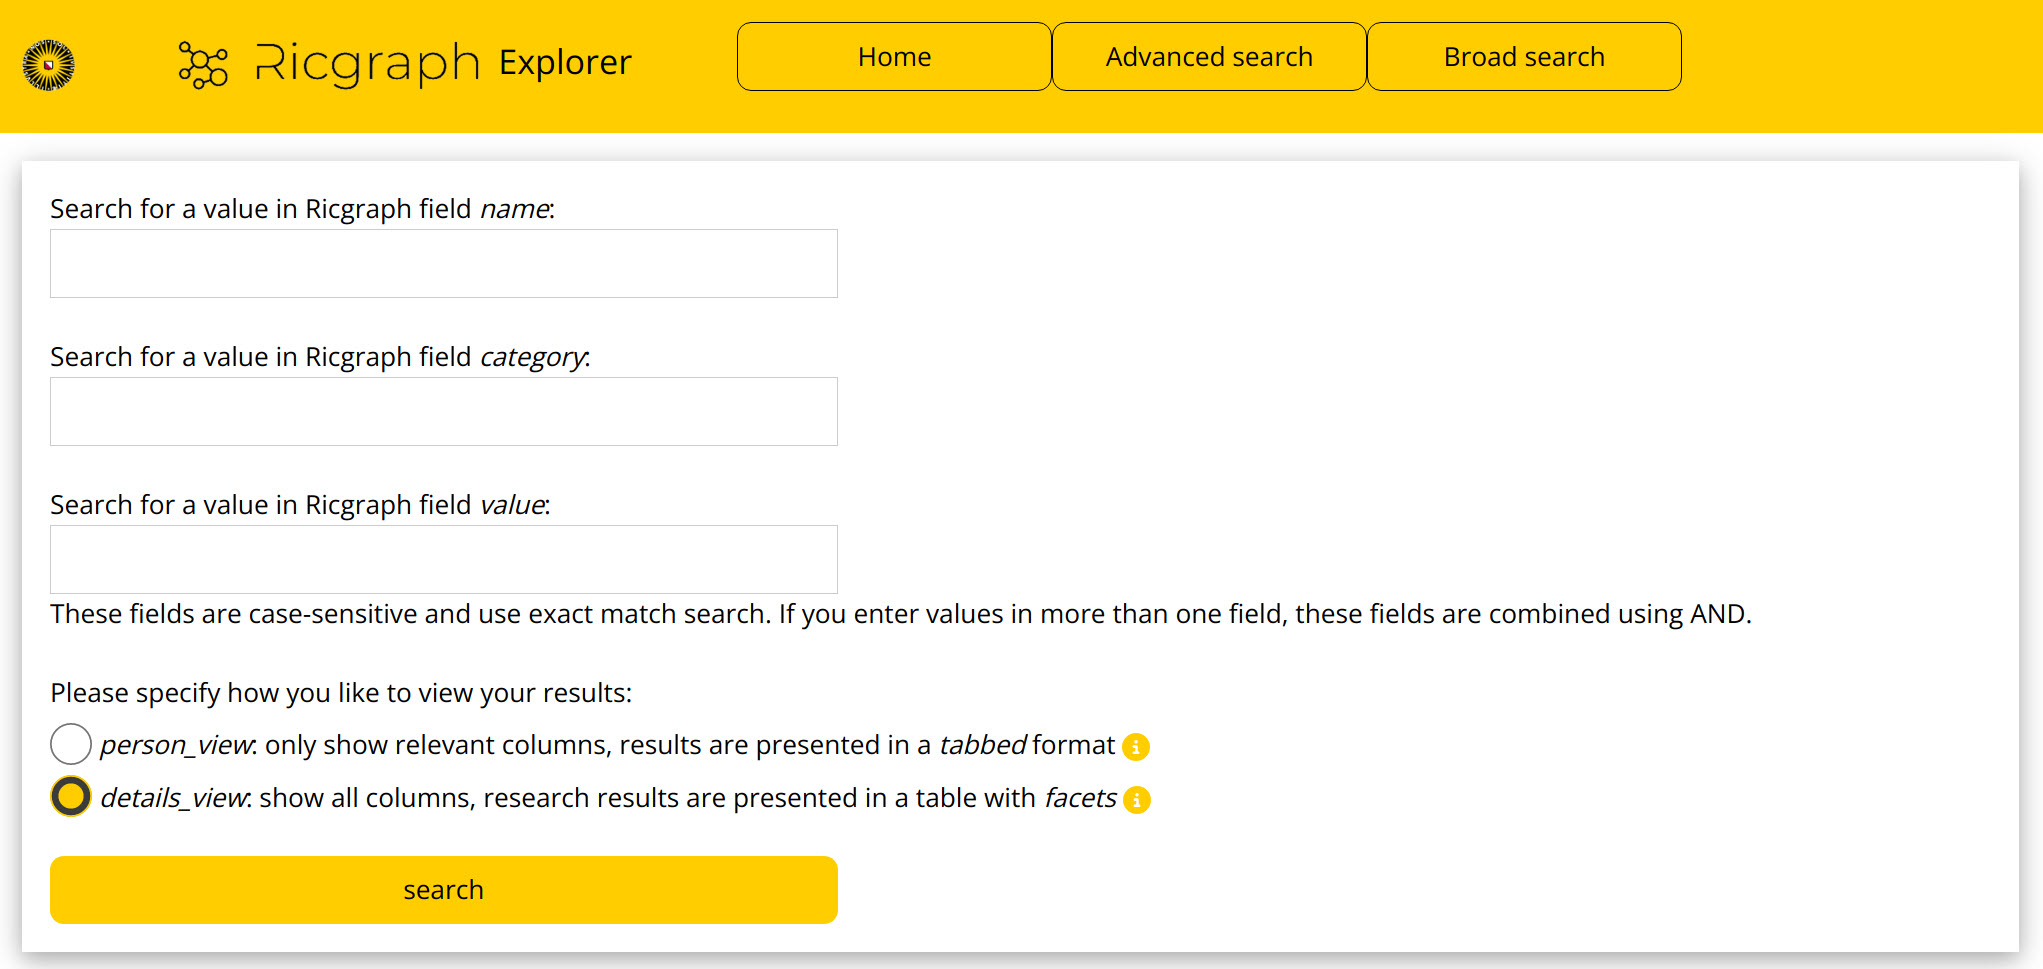 Ricgraph Explorer
Home
Advanced search
Broad search
Search for a value in Ricgraph field name:
Search for a value in Ricgraph field category:
Search for a value in Ricgraph field value:
These fields are case-sensitive and use exact match search. If you enter values in more than one field, these fields are combined using AND.
Please specify how you like to view your results:
person_view: only show relevant columns, results are presented in a tabbed format
details_view: show all columns, research results are presented in a table with facets
search